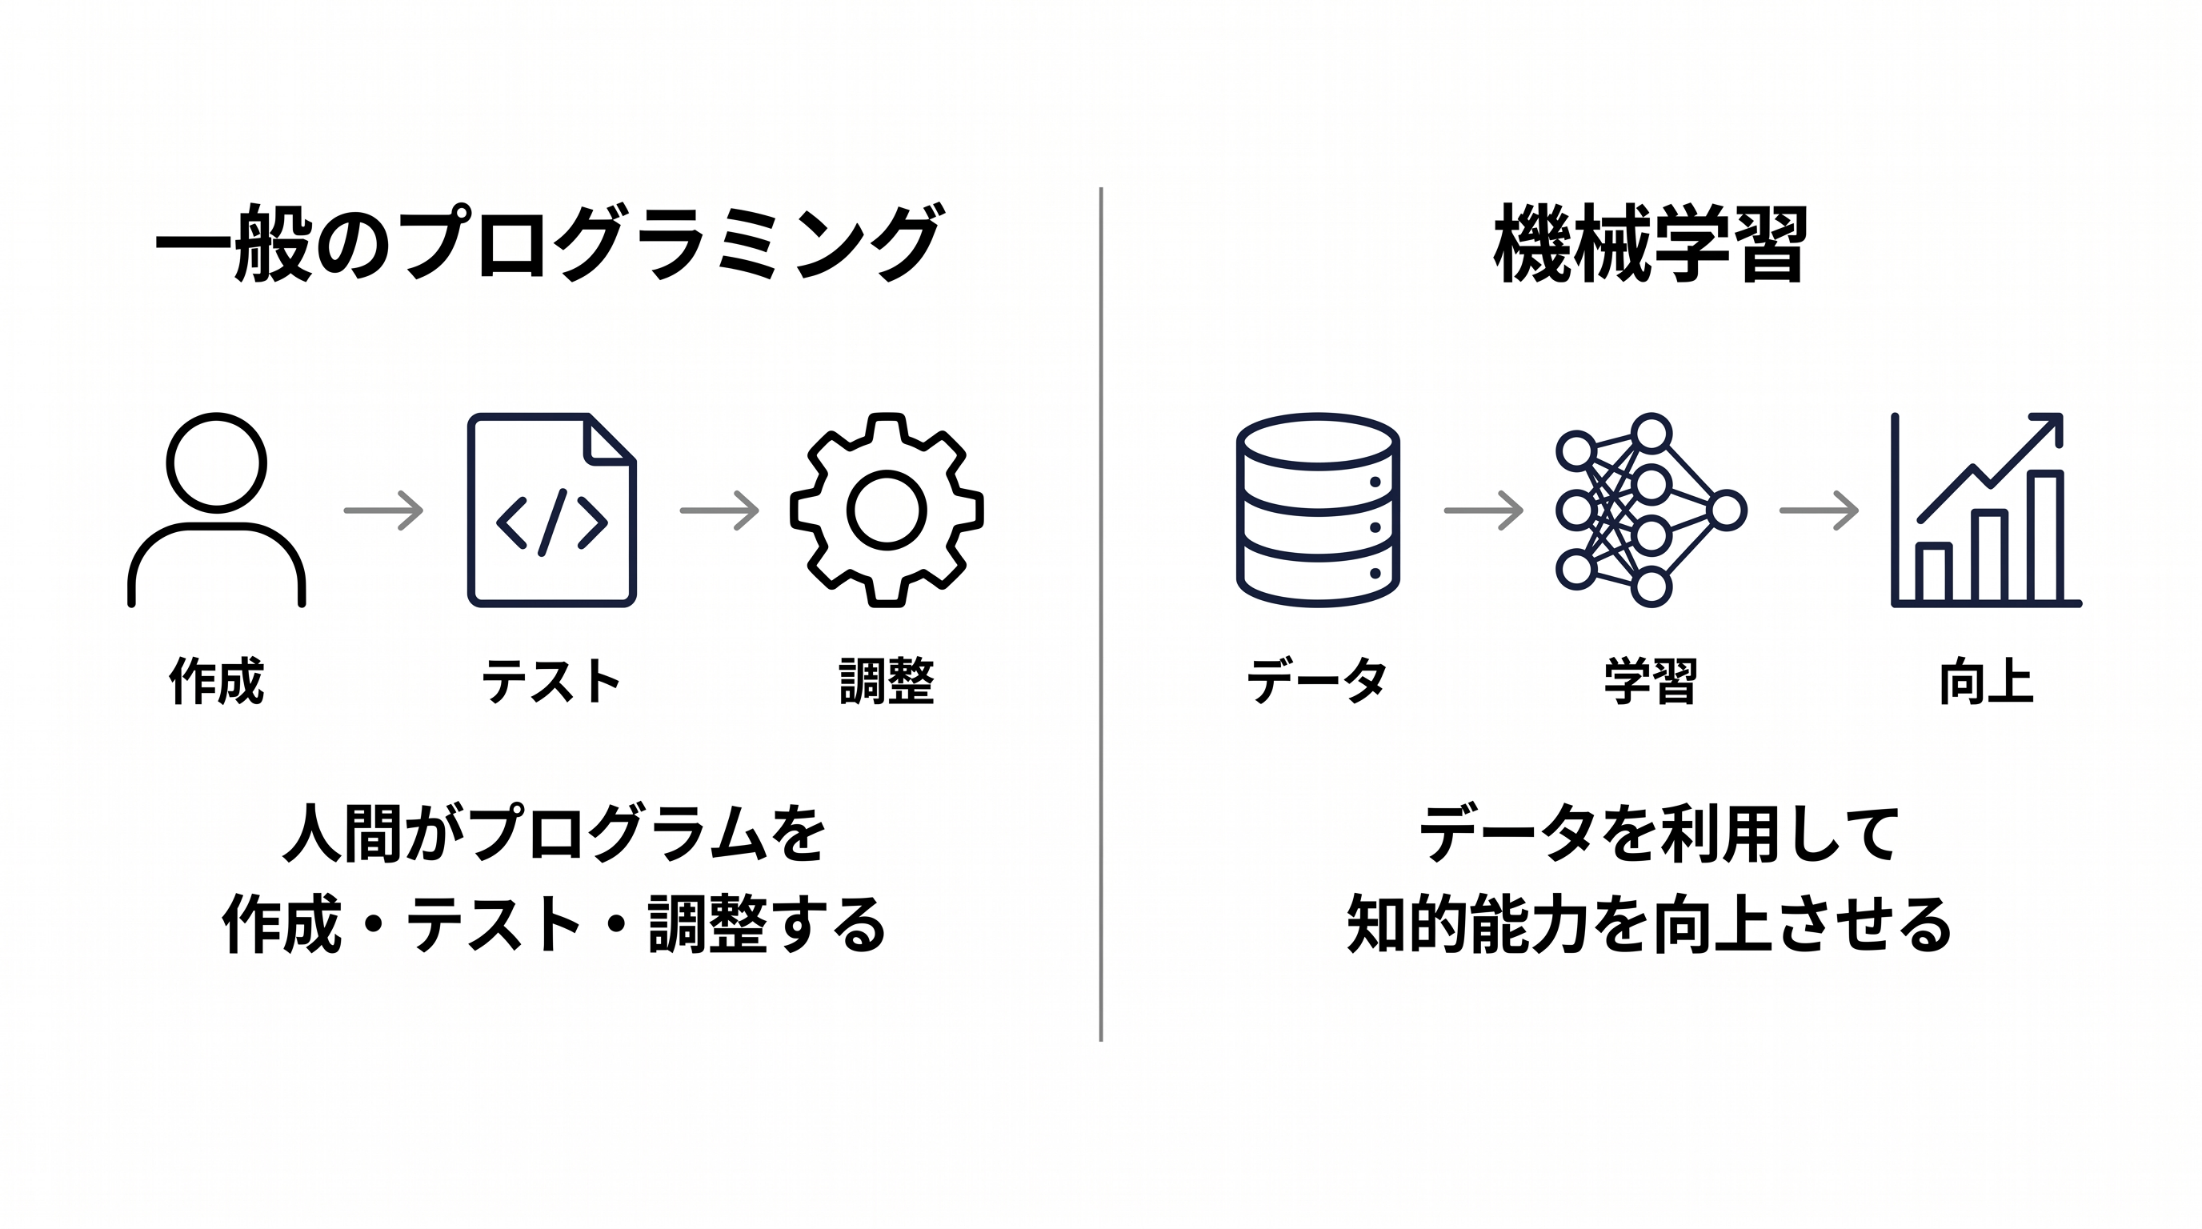 一般のプログラミング
作成
テスト
調整
人間がプログラムを
作成・テスト・調整する
機械学習
データ
学習
向上
データを利用して
知的能力を向上させる